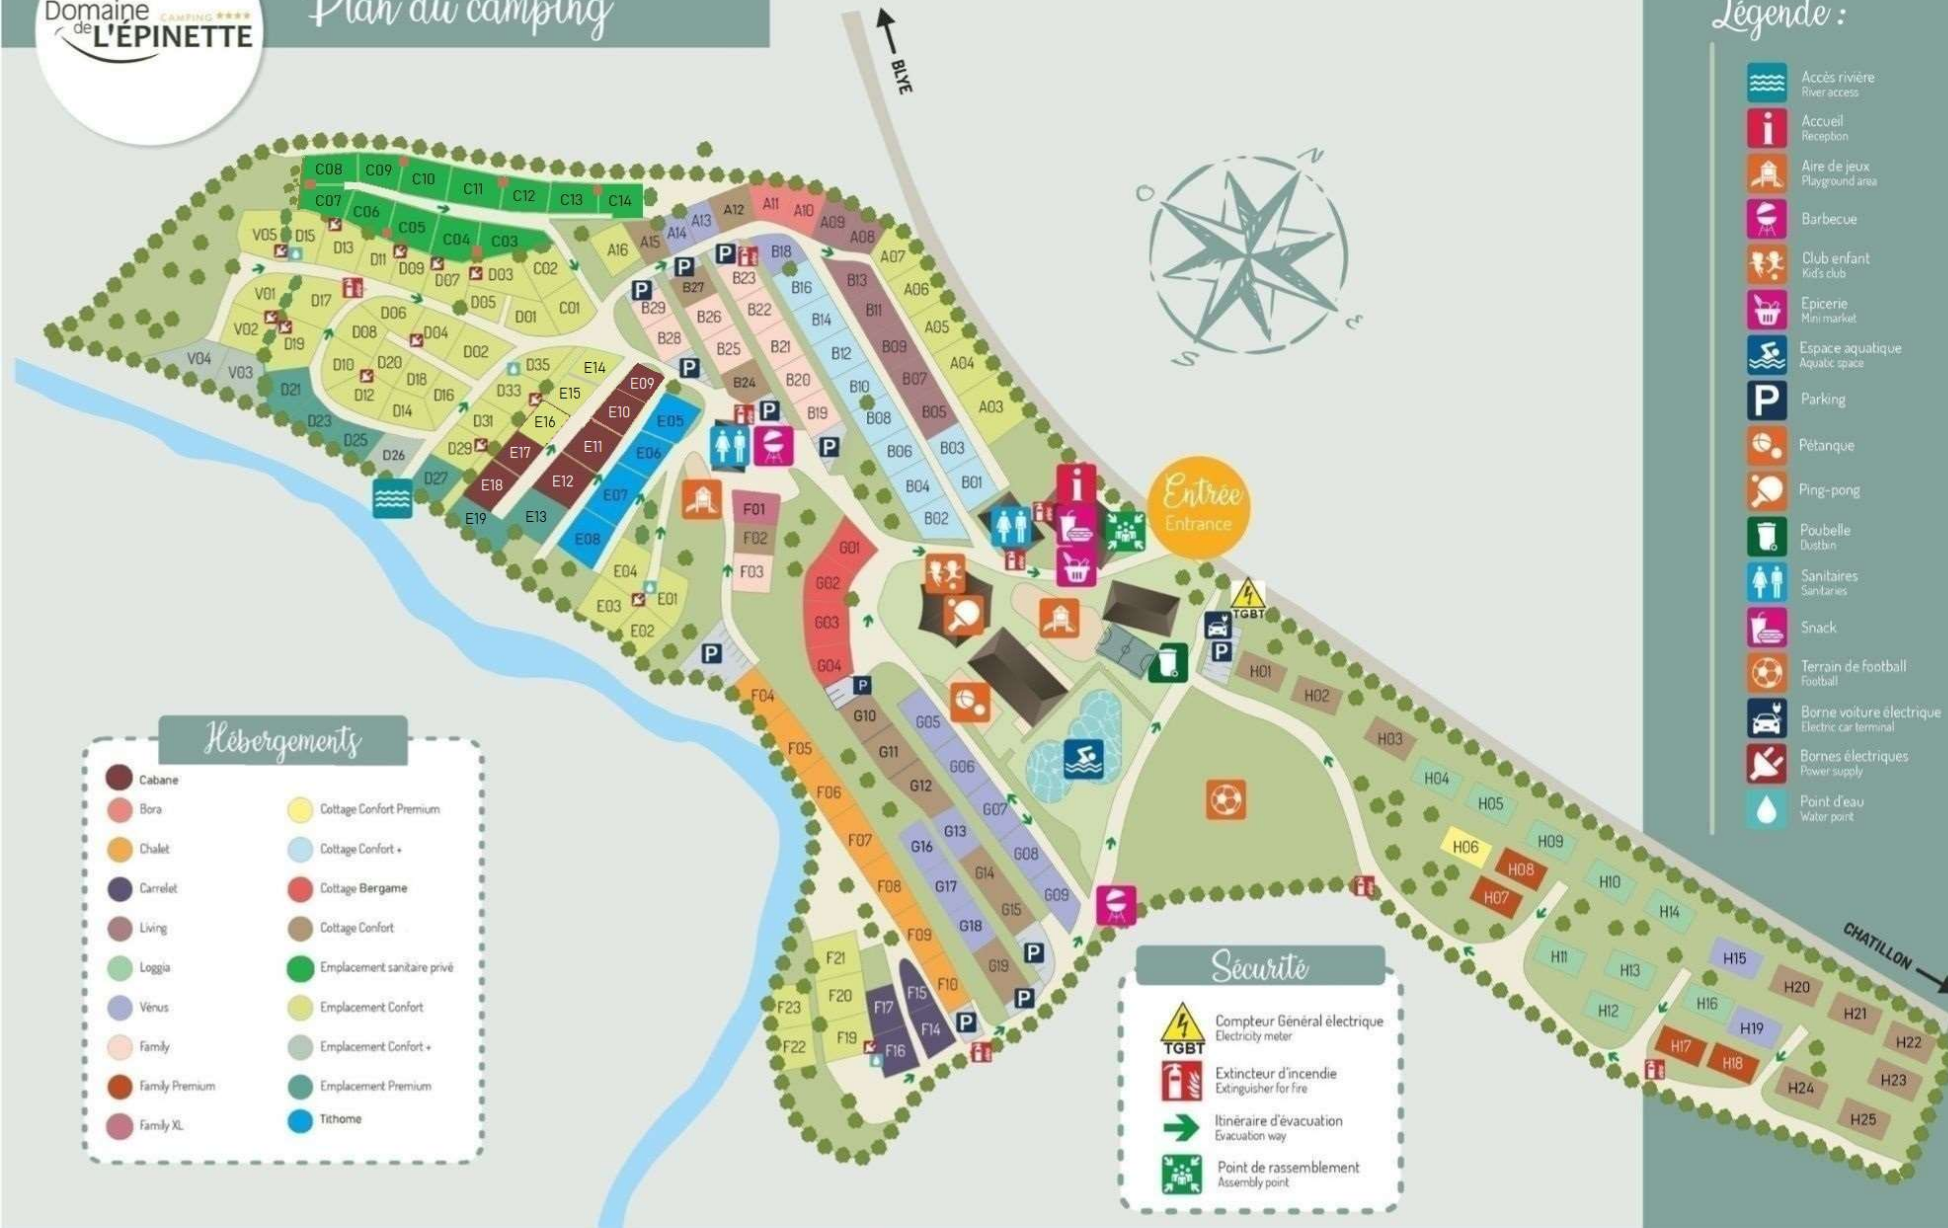 Domaine
CAMPING ★★★★
de L'ÉPINETTE
Plan du camping
BLYE
N
O
E
S
Légende :
Accès rivière
River access
Accueil
Reception
Aire de jeux
Playground area
Barbecue
Club enfant
Kid's club
Epicerie
Mini market
Espace aquatique
Aquatic space
P Parking
Pétanque
Ping-pong
Poubelle
Dustbin
Sanitaires
Sanitaries
Snack
Terrain de football
Football
Borne voiture électrique
Electric car terminal
Bornes électriques
Power supply
Point d'eau
Water point
C08 C09 C10 C11 C12 C13 C14
C07 C06 C05 C04 C03 C02 C01
V05 D15 D13 D11 D09 D07 D03
D05 D01
V01 D17 D06 D08 D04 D02
V02 D19 D10 D20 D18 D16
V04 V03 D12 D14
D21 D23 D25 D26 D27
D35 D33 D31 D29
E14 E15 E16 E17 E18 E19
E09 E10 E11 E12 E13
E05 E06 E07 E08
E04 E03 E01 E02
A16 A15 A14 A13 A12 A11 A10 A09 A08
A07 A06 A05 A04 A03
P P P
B29 B28 B27 B26 B25 B24
B23 B22 B21 B20 B19
B18 B16 B14 B12 B10 B08 B06 B04 B02
B13 B11 B09 B07 B05 B03 B01
P P P
Entrée
Entrance
TGBT
P
F01
F02
F03
G01
G02
G03
G04
P
P
F04 F05 F06 F07 F08 F09 F10
G10 G11 G12 G13 G14 G15
G05 G06 G07 G08 G09
G16 G17 G18 G19
P P P
F21 F20 F19
F23 F22
F17 F16 F15 F14
H01 H02 H03 H04 H05
H06 H08 H07 H09 H10 H14
H11 H13 H12
H15 H16 H19 H17 H18
H20 H21 H22 H23 H24 H25
CHATILLON
Hébergements
Cabane
Bora
Chalet
Carrelet
Living
Loggia
Vénus
Family
Family Premium
Family XL
Cottage Confort Premium
Cottage Confort +
Cottage Bergame
Cottage Confort
Emplacement sanitaire privé
Emplacement Confort
Emplacement Confort +
Emplacement Premium
Tithome
Sécurité
TGBT
Compteur Général électrique
Electricity meter
Extincteur d'incendie
Extinguisher for fire
Itinéraire d'évacuation
Evacuation way
Point de rassemblement
Assembly point